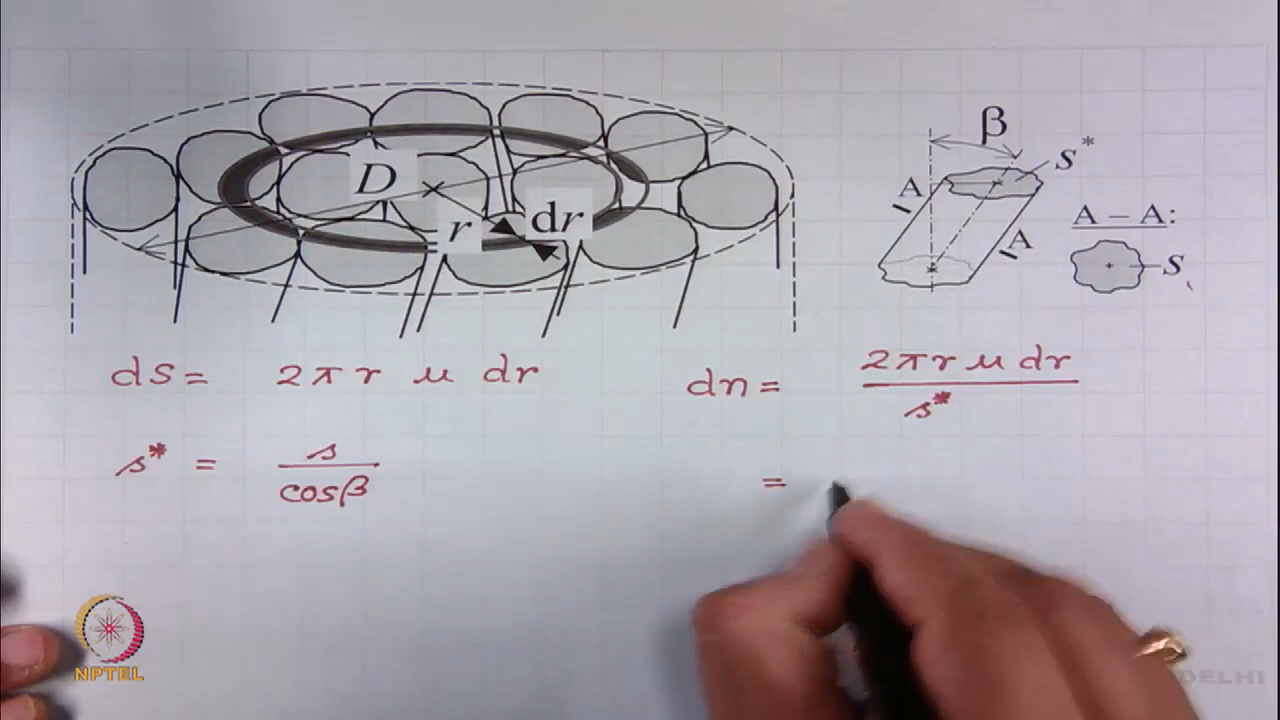 β
S*
A
A – A:
D
r
dr
A
S
ds = 2πr μ dr
dn = 2πr μ dr / s*
s* = s / cosβ
=
NPTEL
DELHI